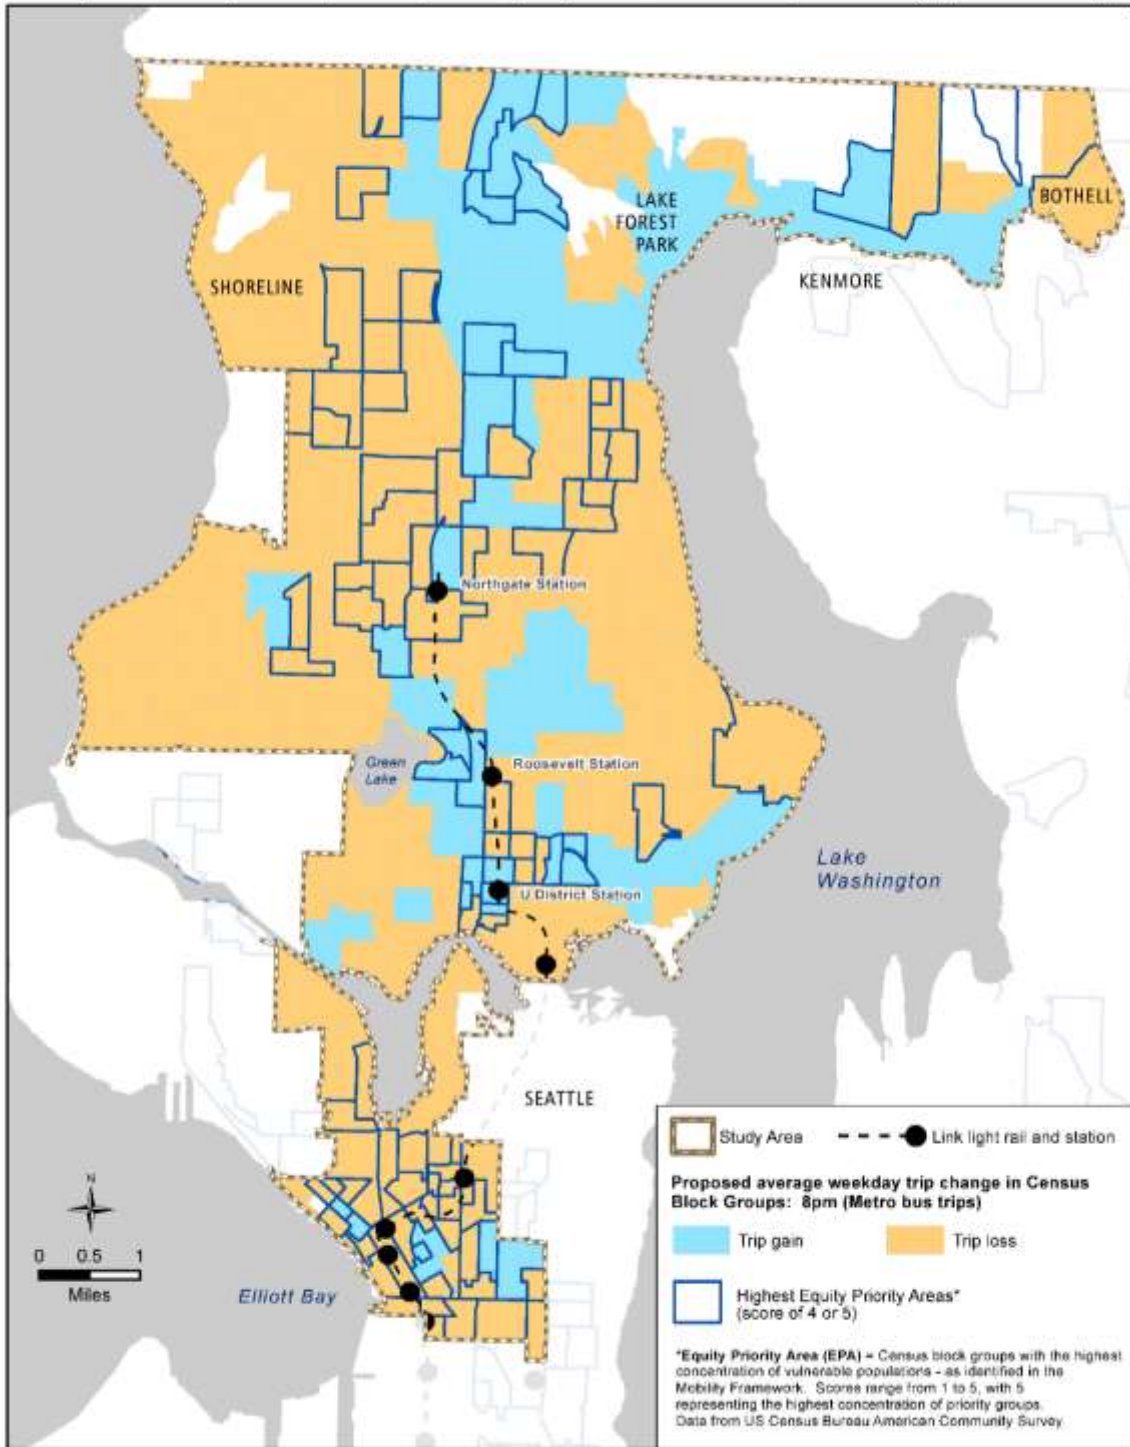 LAKE
FOREST
PARK
BOTHELL
SHORELINE
KENMORE
Northgate Station
Green
Lake
Roosevelt Station
Lake
Washington
U District Station
SEATTLE
N
0 0.5 1
Miles
Elliott Bay
Study Area
Link light rail and station
Proposed average weekday trip change in Census
Block Groups: 8pm (Metro bus trips)
Trip gain
Trip loss
Highest Equity Priority Areas*
(score of 4 or 5)
*Equity Priority Area (EPA) = Census block groups with the highest
concentration of vulnerable populations - as identified in the
Mobility Framework. Scores range from 1 to 5, with 5
representing the highest concentration of priority groups.
Data from US Census Bureau American Community Survey